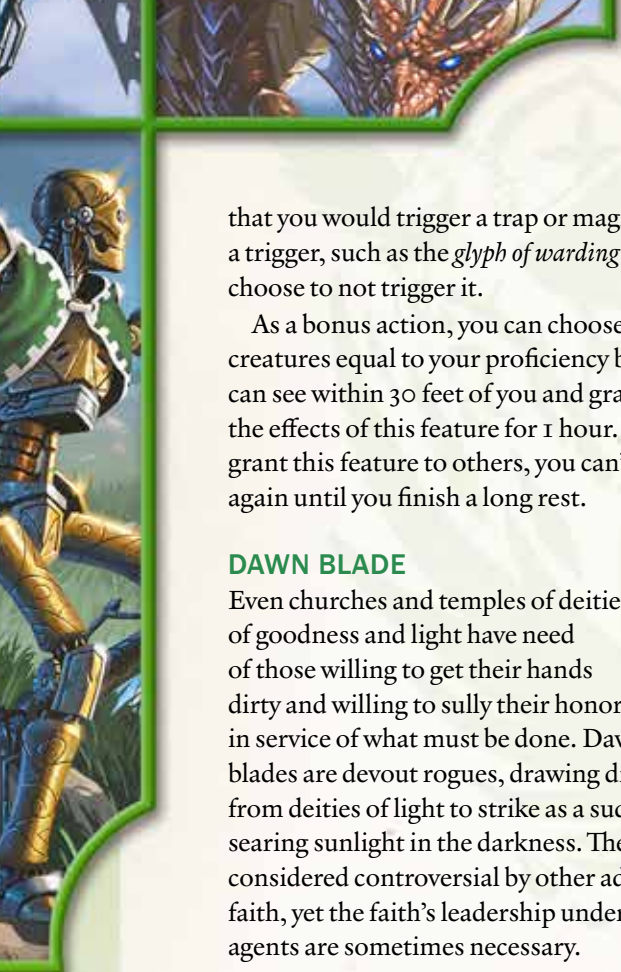 that you would trigger a trap or
a trigger, such as the glyph of warding
choose to not trigger it.
As a bonus action, you can choose
creatures equal to your proficiency
can see within 30 feet of you and
the effects of this feature for 1 hour.
grant this feature to others, you can't
again until you finish a long rest.
DAWN BLADE
Even churches and temples of
of goodness and light have need
of those willing to get their hands
dirty and willing to sully their honor
in service of what must be done.
blades are devout rogues, drawing
from deities of light to strike as a
searing sunlight in the darkness.
considered controversial by other
faith, yet the faith's leadership
agents are sometimes necessary.